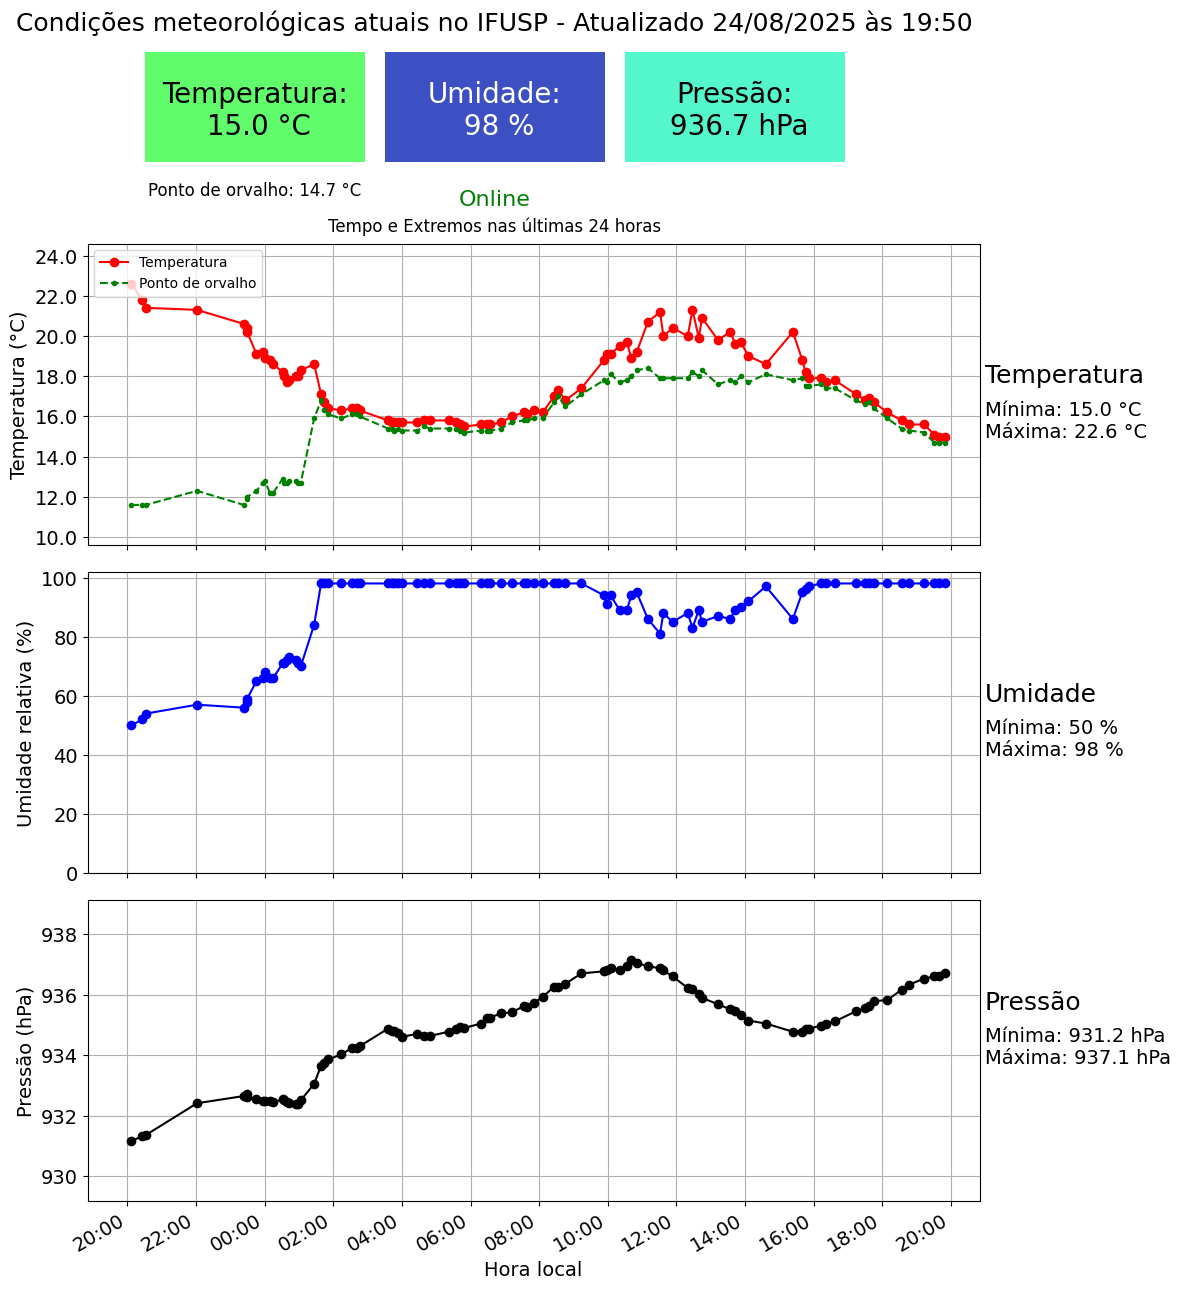 Condições meteorológicas atuais no IFUSP - Atualizado 24/08/2025 às 19:50
Temperatura:
15.0 °C
Umidade:
98 %
Pressão:
936.7 hPa
Ponto de orvalho: 14.7 °C
Online
Tempo e Extremos nas últimas 24 horas
Temperatura
Ponto de orvalho
Temperatura (°C)
24.0
22.0
20.0
18.0
16.0
14.0
12.0
10.0
Temperatura
Mínima: 15.0 °C
Máxima: 22.6 °C
Umidade relativa (%)
100
80
60
40
20
0
Umidade
Mínima: 50 %
Máxima: 98 %
Pressão (hPa)
938
936
934
932
930
Pressão
Mínima: 931.2 hPa
Máxima: 937.1 hPa
20:00
22:00
00:00
02:00
04:00
06:00
08:00
10:00
12:00
14:00
16:00
18:00
20:00
Hora local